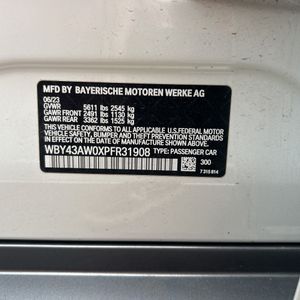 MFD BY BAYERISCHE MOTOREN WERKE AG
06/23
GVWR 5611 lbs 2545 kg
GAWR FRONT 2491 lbs 1130 kg
GAWR REAR 3362 lbs 1525 kg
THIS VEHICLE CONFORMS TO ALL APPLICABLE U.S. FEDERAL MOTOR VEHICLE
SAFETY, BUMPER, AND THEFT PREVENTION STANDARDS IN EFFECT ON THE DATE OF
MANUFACTURE SHOWN ABOVE.
WBY43AW0XPFR31908
TYPE: PASSENGER CAR
300
7 315 814